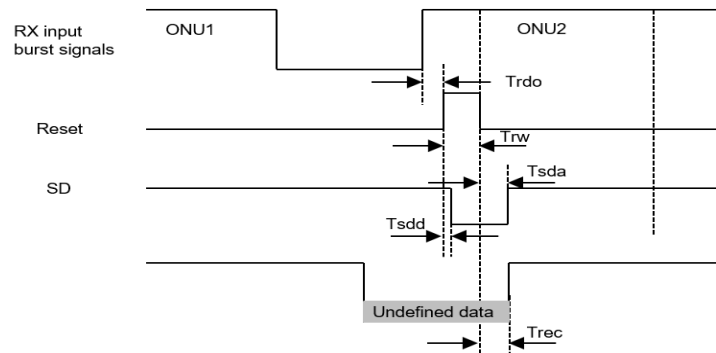 RX input
burst signals
ONU1
ONU2
Trdo
Reset
Trw
SD
Tsda
Tsdd
Undefined data
Trec